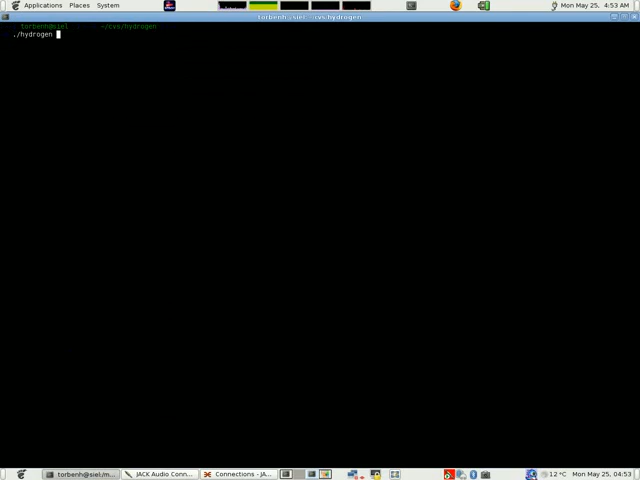 Applications Places System
Mon May 25, 4:53 AM
torbenh@siel: ~/cvs/hydrogen
torbenh@siel ~/cvs/hydrogen
./hydrogen
torbenh@siel:/m...
JACK Audio Conn...
Connections - JA...
12 °C
Mon May 25, 04:53